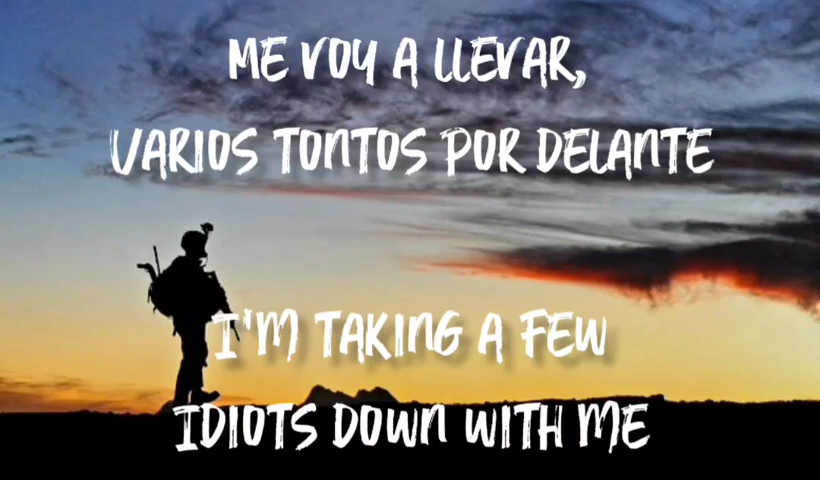 ME VOY A LLEVAR,
VARIOS TONTOS POR DELANTE
I'M TAKING A FEW
IDIOTS DOWN WITH ME